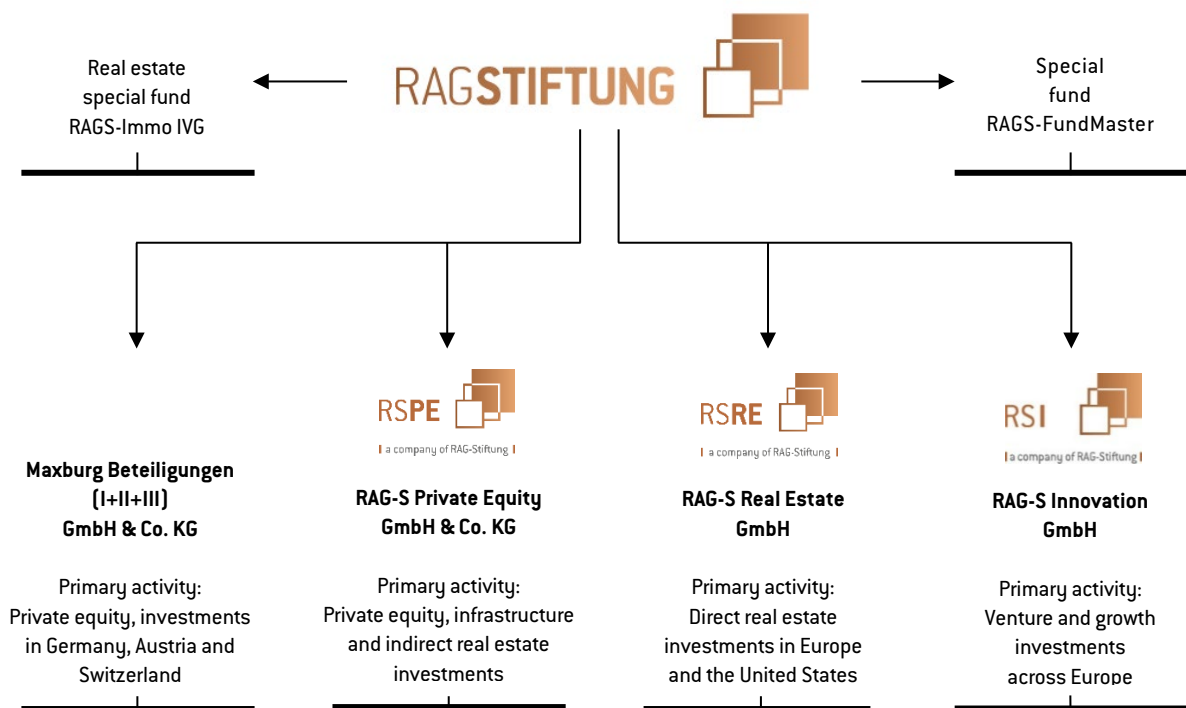 Real estate
special fund
RAGS-Immo IVG
RAGSTIFTUNG
Special
fund
RAGS-FundMaster
Maxburg Beteiligungen
(I+II+III)
GmbH & Co. KG
Primary activity:
Private equity, investments
in Germany, Austria and
Switzerland
RSPE
a company of RAG-Stiftung
RAG-S Private Equity
GmbH & Co. KG
Primary activity:
Private equity, infrastructure
and indirect real estate
investments
RSRE
a company of RAG-Stiftung
RAG-S Real Estate
GmbH
Primary activity:
Direct real estate
investments in Europe
and the United States
RSI
a company of RAG-Stiftung
RAG-S Innovation
GmbH
Primary activity:
Venture and growth
investments
across Europe